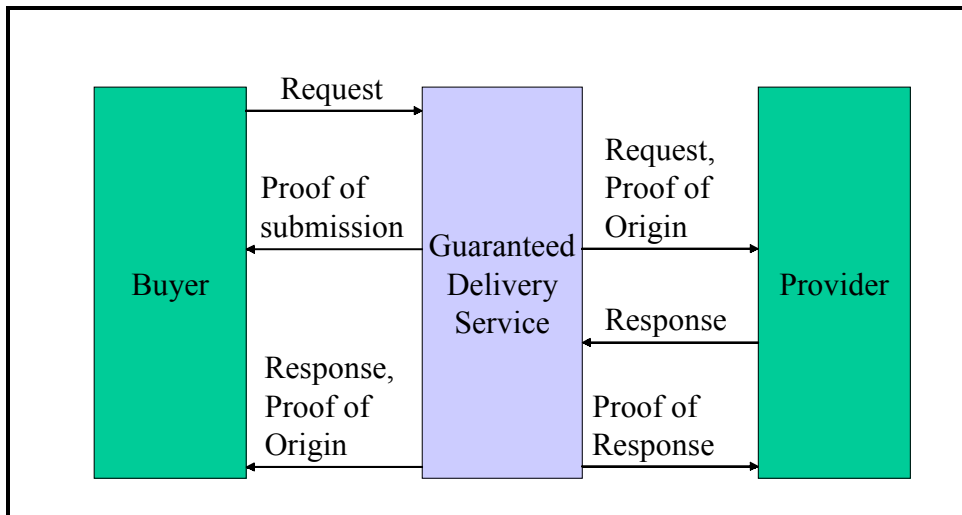 Request
Proof of
submission
Request,
Proof of
Origin
Buyer
Guaranteed
Delivery
Service
Provider
Response
Response,
Proof of
Origin
Proof of
Response